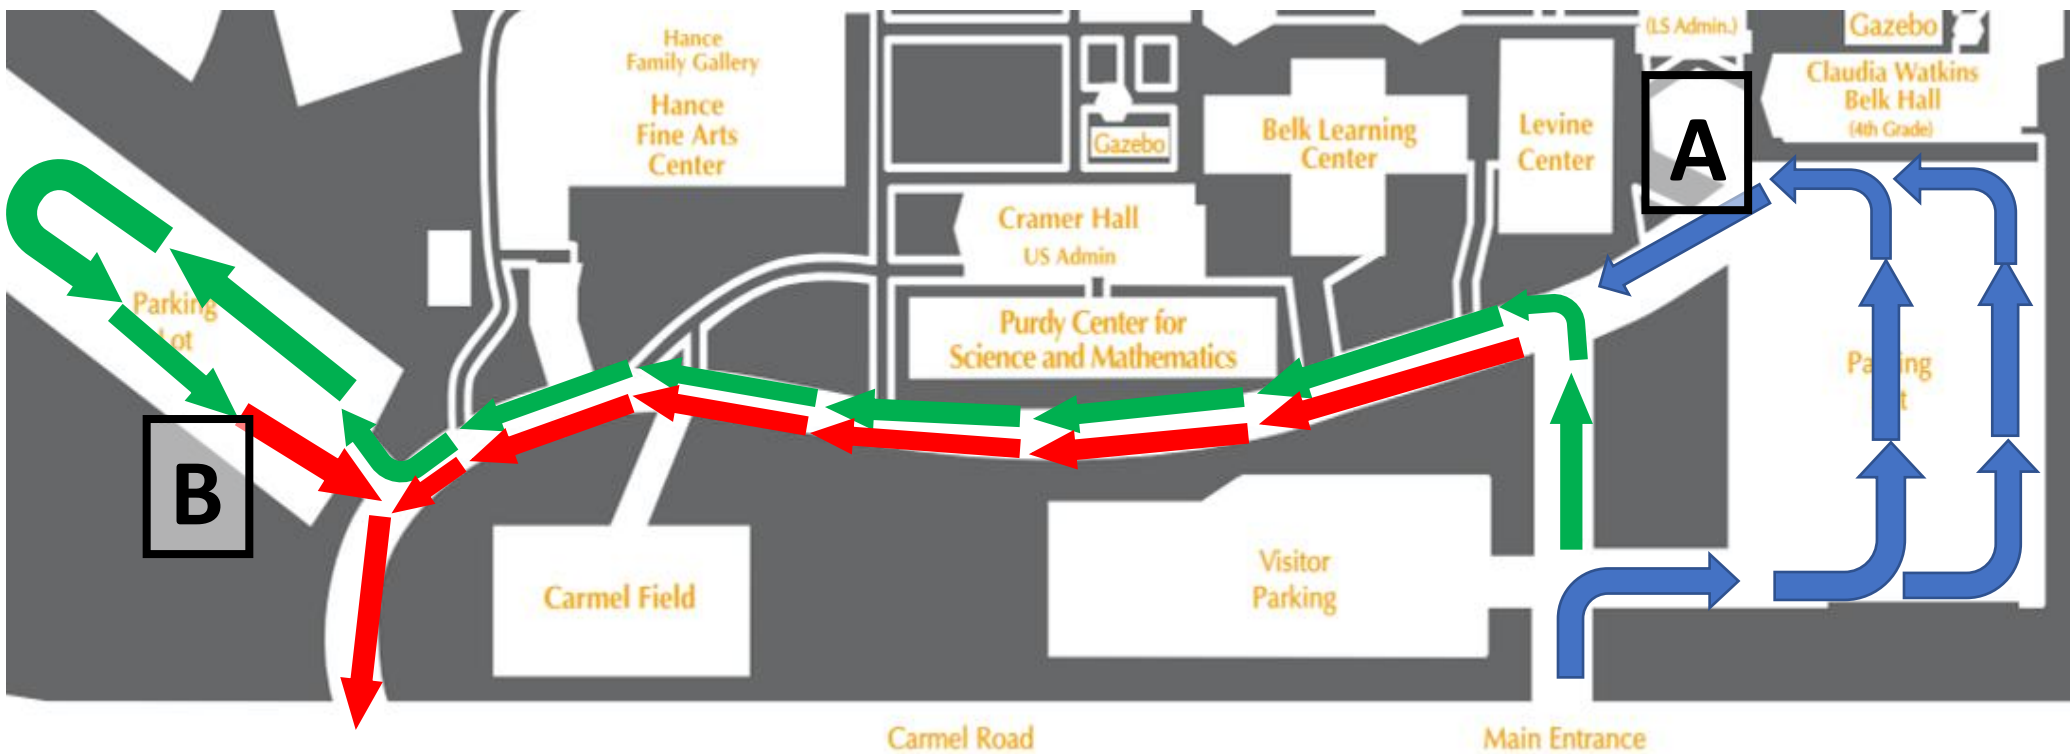 Hance
Family Gallery
Hance
Fine Arts
Center
Gazebo
Belk Learning
Center
Levine
Center
(LS Admin.)
Gazebo
Claudia Watkins
Belk Hall
(4th Grade)
A
Cramer Hall
US Admin
Purdy Center for
Science and Mathematics
Parking
Lot
Parking
B
Carmel Field
Visitor
Parking
Carmel Road
Main Entrance